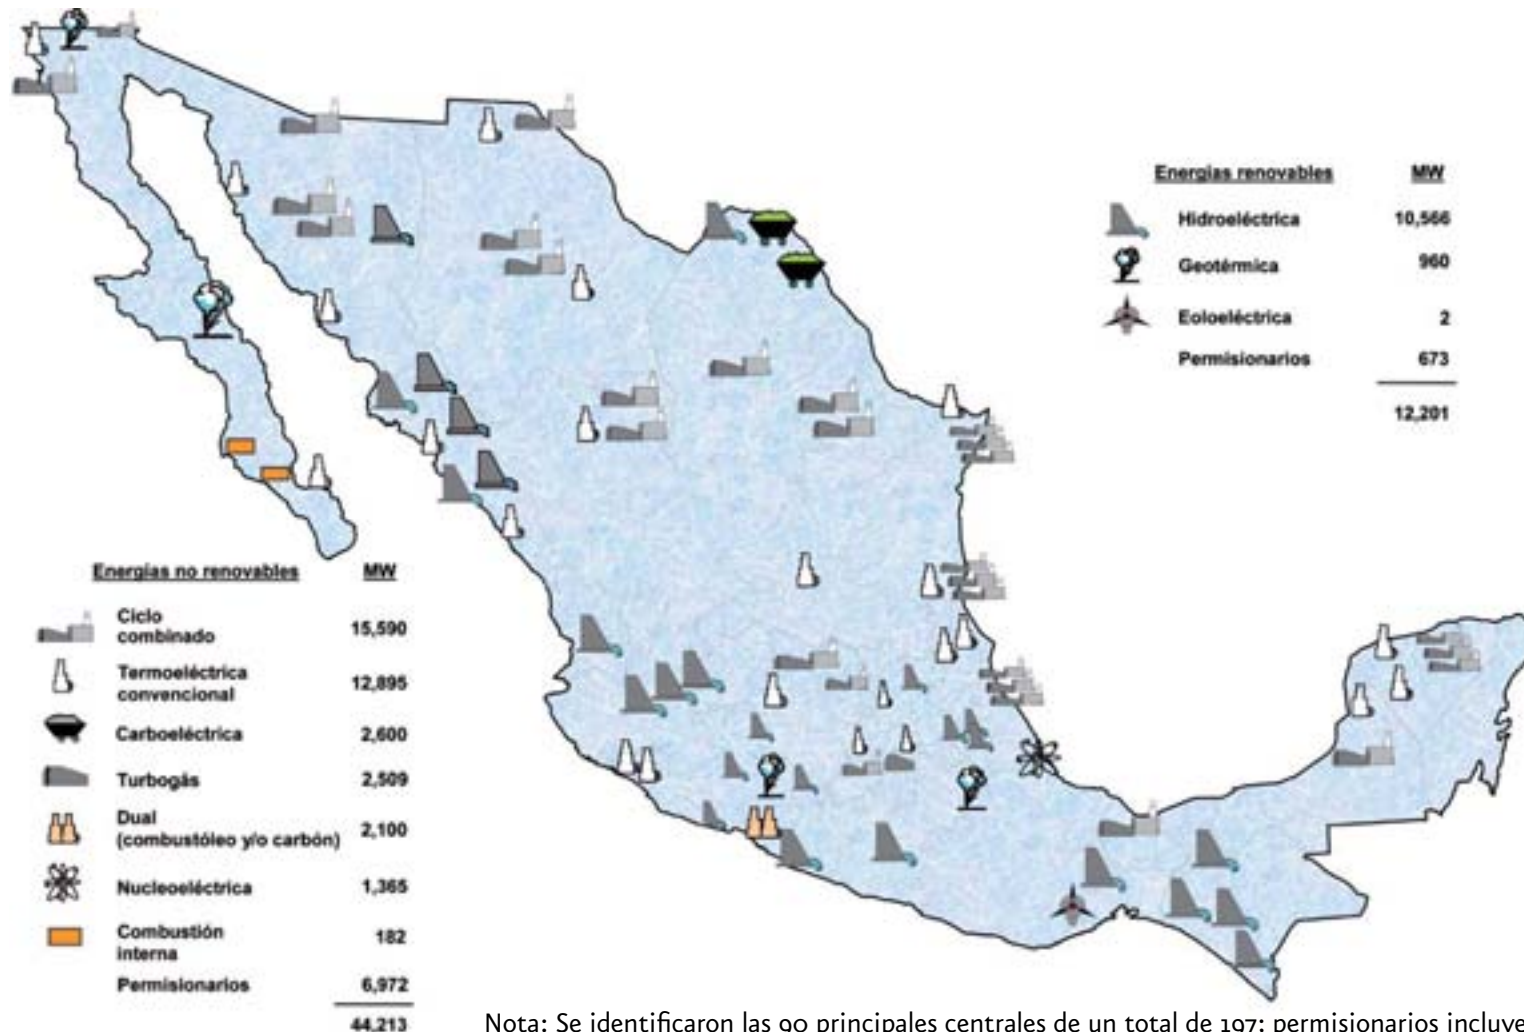 Energías renovables MW
Hidroeléctrica 10,566
Geotérmica 960
Eoloeléctrica 2
Permisionarios 673
12,201
Energías no renovables MW
Ciclo
combinado 15,590
Termoeléctrica
convencional 12,895
Carboeléctrica 2,600
Turbogás 2,509
Dual
(combustóleo y/o carbón) 2,100
Nucleoeléctrica 1,365
Combustión
interna 182
Permisionarios 6,972
44,213
Nota: Se identificaron las 90 principales centrales de un total de 197; permisionarios incluye